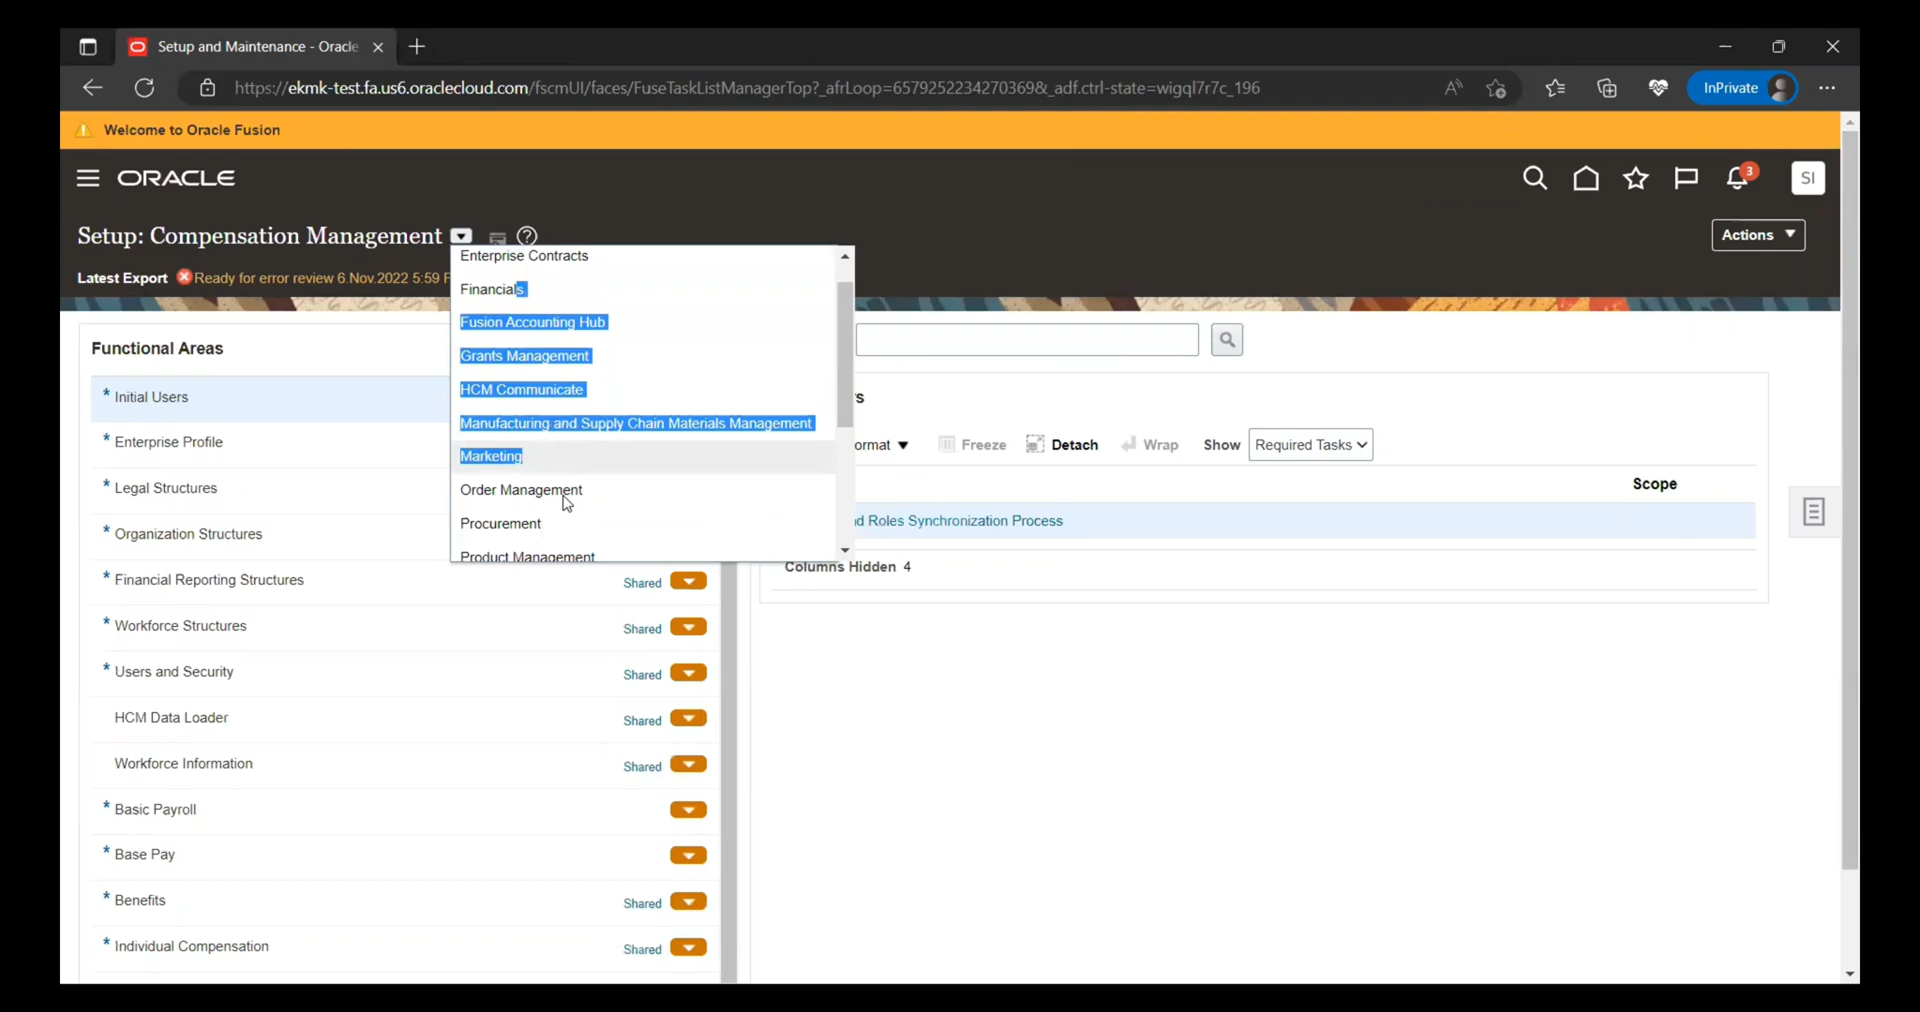 Setup and Maintenance - Oracle
https://ekmk-test.fa.us6.oraclecloud.com/fscmUI/faces/FuseTaskListManagerTop?_afrLoop=6579252234270369&_adf.ctrl-state=wigql7r7c_196
InPrivate
Welcome to Oracle Fusion
ORACLE
3
SI
Setup: Compensation Management
Actions
Latest Export Ready for error review 6.Nov.2022 5:59
Enterprise Contracts
Financials
Fusion Accounting Hub
Grants Management
HCM Communicate
Manufacturing and Supply Chain Materials Management
Marketing
Order Management
Procurement
Product Management
Functional Areas
* Initial Users
* Enterprise Profile
* Legal Structures
* Organization Structures
* Financial Reporting Structures Shared
* Workforce Structures Shared
* Users and Security Shared
HCM Data Loader Shared
Workforce Information Shared
* Basic Payroll
* Base Pay
* Benefits Shared
* Individual Compensation Shared
s
ormat Freeze Detach Wrap Show Required Tasks
Scope
d Roles Synchronization Process
Columns Hidden 4